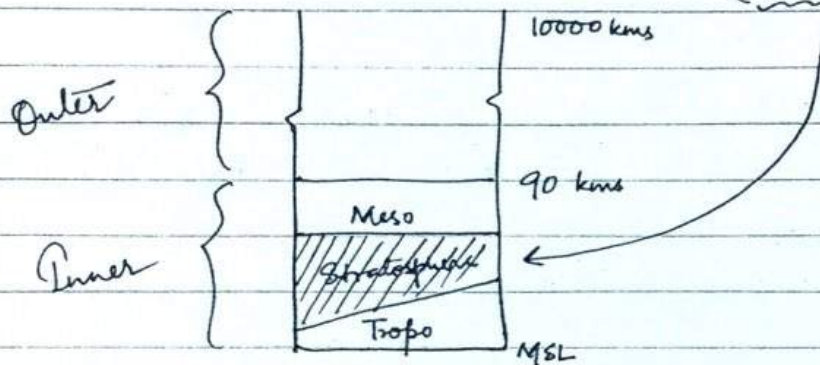 10000 kms
Outer
90 kms
Meso
Inner
Stratosphere
Tropo
MSL